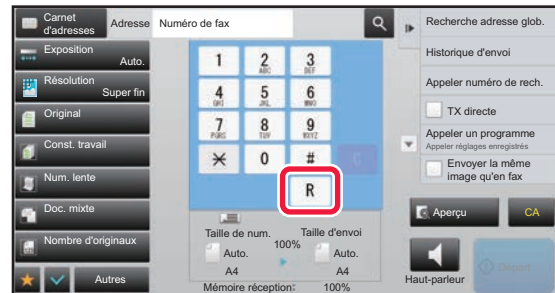 Carnet
d'adresses
Adresse
Numéro de fax
Recherche adresse glob.
Exposition
Auto.
Historique d'envoi
Résolution
Super fin
Appeler numéro de rech.
Original
TX directe
Const. travail
Appeler un programme
Appeler réglages enregistrés
Num. lente
Envoyer la même
image qu'en fax
Doc. mixte
Nombre d'originaux
Autres
1
2
ABC
3
DEF
4
GHI
5
JKL
6
MNO
7
PQRS
8
TUV
9
WXYZ
0
#
C
R
Taille de num.
100%
Taille d'envoi
Auto.
A4
Auto.
A4
Mémoire réception:
100%
Aperçu
CA
Haut-parleur
Départ